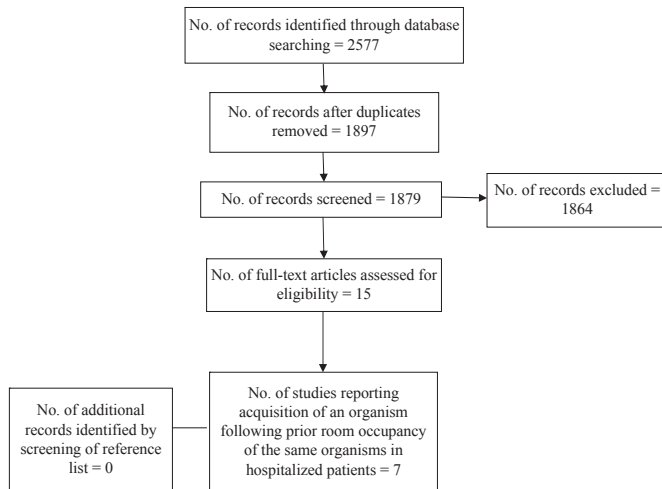 No. of records identified through database
searching = 2577
No. of records after duplicates
removed = 1897
No. of records screened = 1879
No. of records excluded =
1864
No. of full-text articles assessed for
eligibility = 15
No. of additional
records identified by
screening of reference
list = 0
No. of studies reporting
acquisition of an organism
following prior room occupancy
of the same organisms in
hospitalized patients = 7